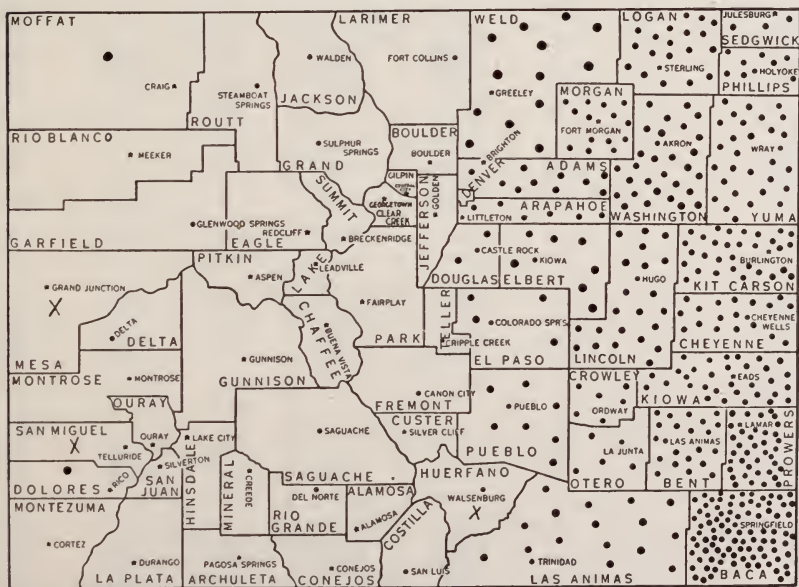 MOFFAT
LARIMER
WELD
LOGAN
JULESBURG
SEDGWICK
WALDEN
FORT COLLINS
STERLING
HOLYOKE
PHILLIPS
CRAIG
STEAMBOAT
SPRINGS
JACKSON
GREELEY
MORGAN
ROUTT
FORT MORGAN
RIO BLANCO
BOULDER
AKRON
YUMA
WRAY
MEEKER
SULPHUR
SPRINGS
BOULDER
BRIGHTON
GRAND
GILPIN
CENTRAL
CITY
DENVER
ADAMS
SUMMIT
GEORGETOWN
CLEAR
CREEK
JEFFERSON
GOLDEN
ARAPAHOE
LITTLETON
WASHINGTON
GLENWOOD SPRINGS
REDCLIFF
GARFIELD
EAGLE
BRECKENRIDGE
PITKIN
LAKE
LEADVILLE
CASTLE ROCK
KIOWA
DOUGLAS
ELBERT
HUGO
BURLINGTON
KIT CARSON
GRAND JUNCTION
X
ASPEN
FAIRPLAY
CHAFFEE
BUENA VISTA
PARK
TELLER
COLORADO SPR'S
CRIPPLE CREEK
EL PASO
CHEYENNE
WELLS
CHEYENNE
DELTA
DELTA
MESA
LINCOLN
GUNNISON
GUNNISON
MONTROSE
MONTROSE
CANON CITY
FREMONT
CROWLEY
ORDWAY
EADS
KIOWA
OURAY
OURAY
SAN MIGUEL
X
TELLURIDE
LAKE CITY
SAGUACHE
SAGUACHE
CUSTER
SILVER CLIFF
PUEBLO
PUEBLO
LA JUNTA
OTERO
LAS ANIMAS
BENT
LAMAR
PROWERS
SILVERTON
SAN
JUAN
RICO
DOLORES
HINSDALE
MINERAL
CREEDE
DEL NORTE
RIO
GRANDE
ALAMOSA
ALAMOSA
HUERFANO
WALSENBURG
X
MONTEZUMA
CORTEZ
DURANGO
LA PLATA
PAGOSA SPRINGS
ARCHULETA
CONEJOS
CONEJOS
COSTILLA
SAN LUIS
TRINIDAD
LAS ANIMAS
SPRINGFIELD
BACA